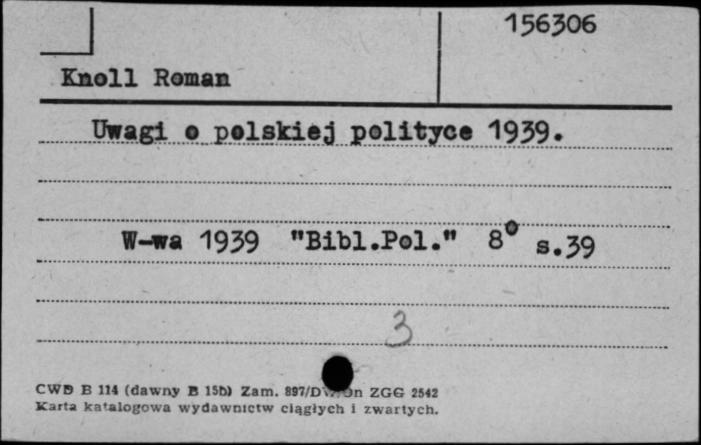 156306
Knoll Roman
Uwagi o polskiej polityce 1939.
W-wa 1939 "Bibl.Pol." 8° s.39
3
CWD B 114 (dawny B 15b) Zam. 897/ ZGG 2542
Karta katalogowa wydawnictw ciągłych i zwartych.